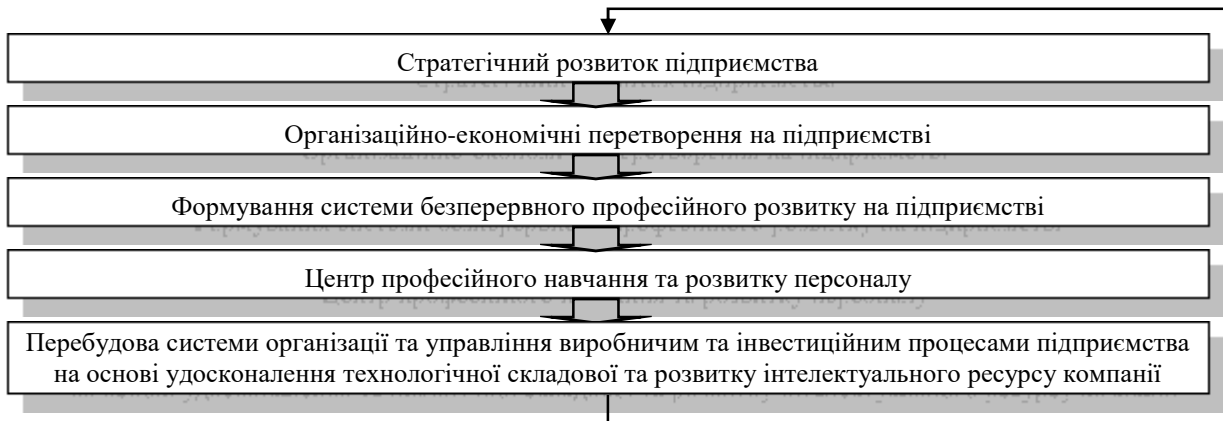 Стратегічний розвиток підприємства
Організаційно-економічні перетворення на підприємстві
Формування системи безперервного професійного розвитку на підприємстві
Центр професійного навчання та розвитку персоналу
Перебудова системи організації та управління виробничим та інвестиційним процесами підприємства
на основі удосконалення технологічної складової та розвитку інтелектуального ресурсу компанії